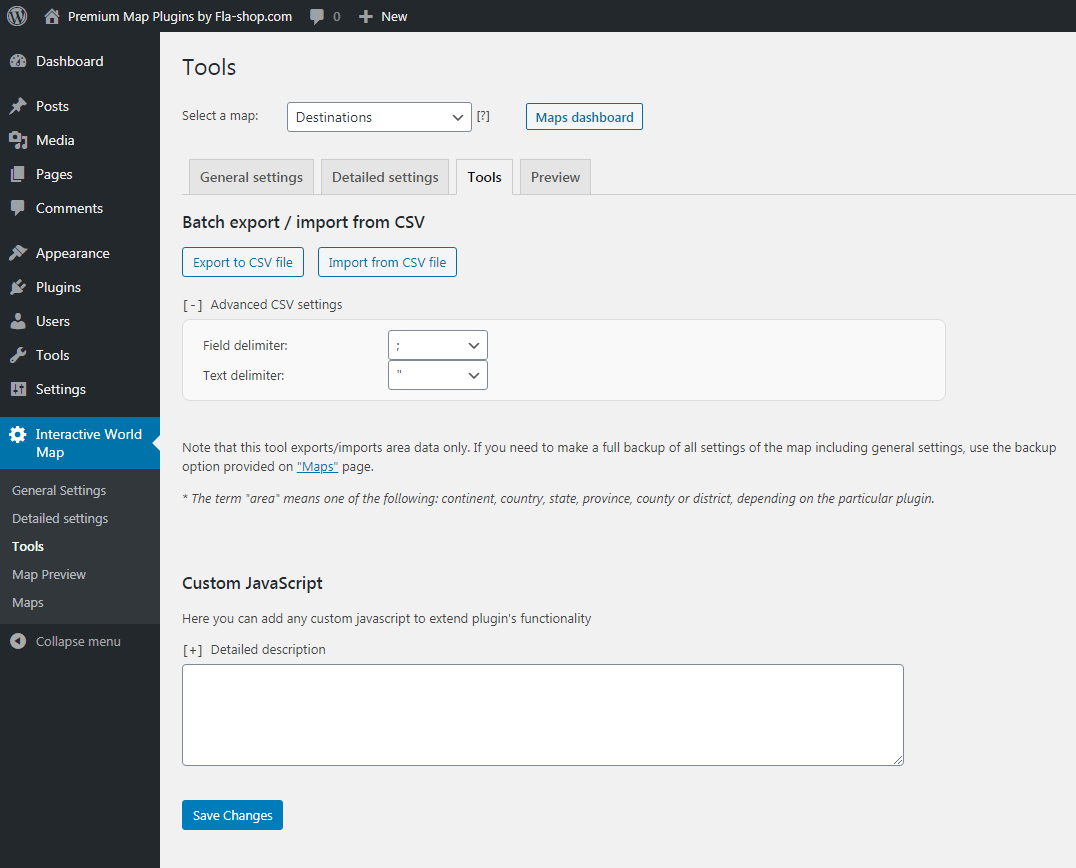 Premium Map Plugins by Fla-shop.com 0 New
Dashboard
Posts
Media
Pages
Comments
Appearance
Plugins
Users
Tools
Settings
Interactive World
Map
General Settings
Detailed settings
Tools
Map Preview
Maps
Collapse menu
Tools
Select a map: Destinations [?] Maps dashboard
General settings Detailed settings Tools Preview
Batch export / import from CSV
Export to CSV file Import from CSV file
[-] Advanced CSV settings
Field delimiter: ;
Text delimiter: "
Note that this tool exports/imports area data only. If you need to make a full backup of all settings of the map including general settings, use the backup
option provided on "Maps" page.
* The term "area" means one of the following: continent, country, state, province, county or district, depending on the particular plugin.
Custom JavaScript
Here you can add any custom javascript to extend plugin's functionality
[+] Detailed description
Save Changes